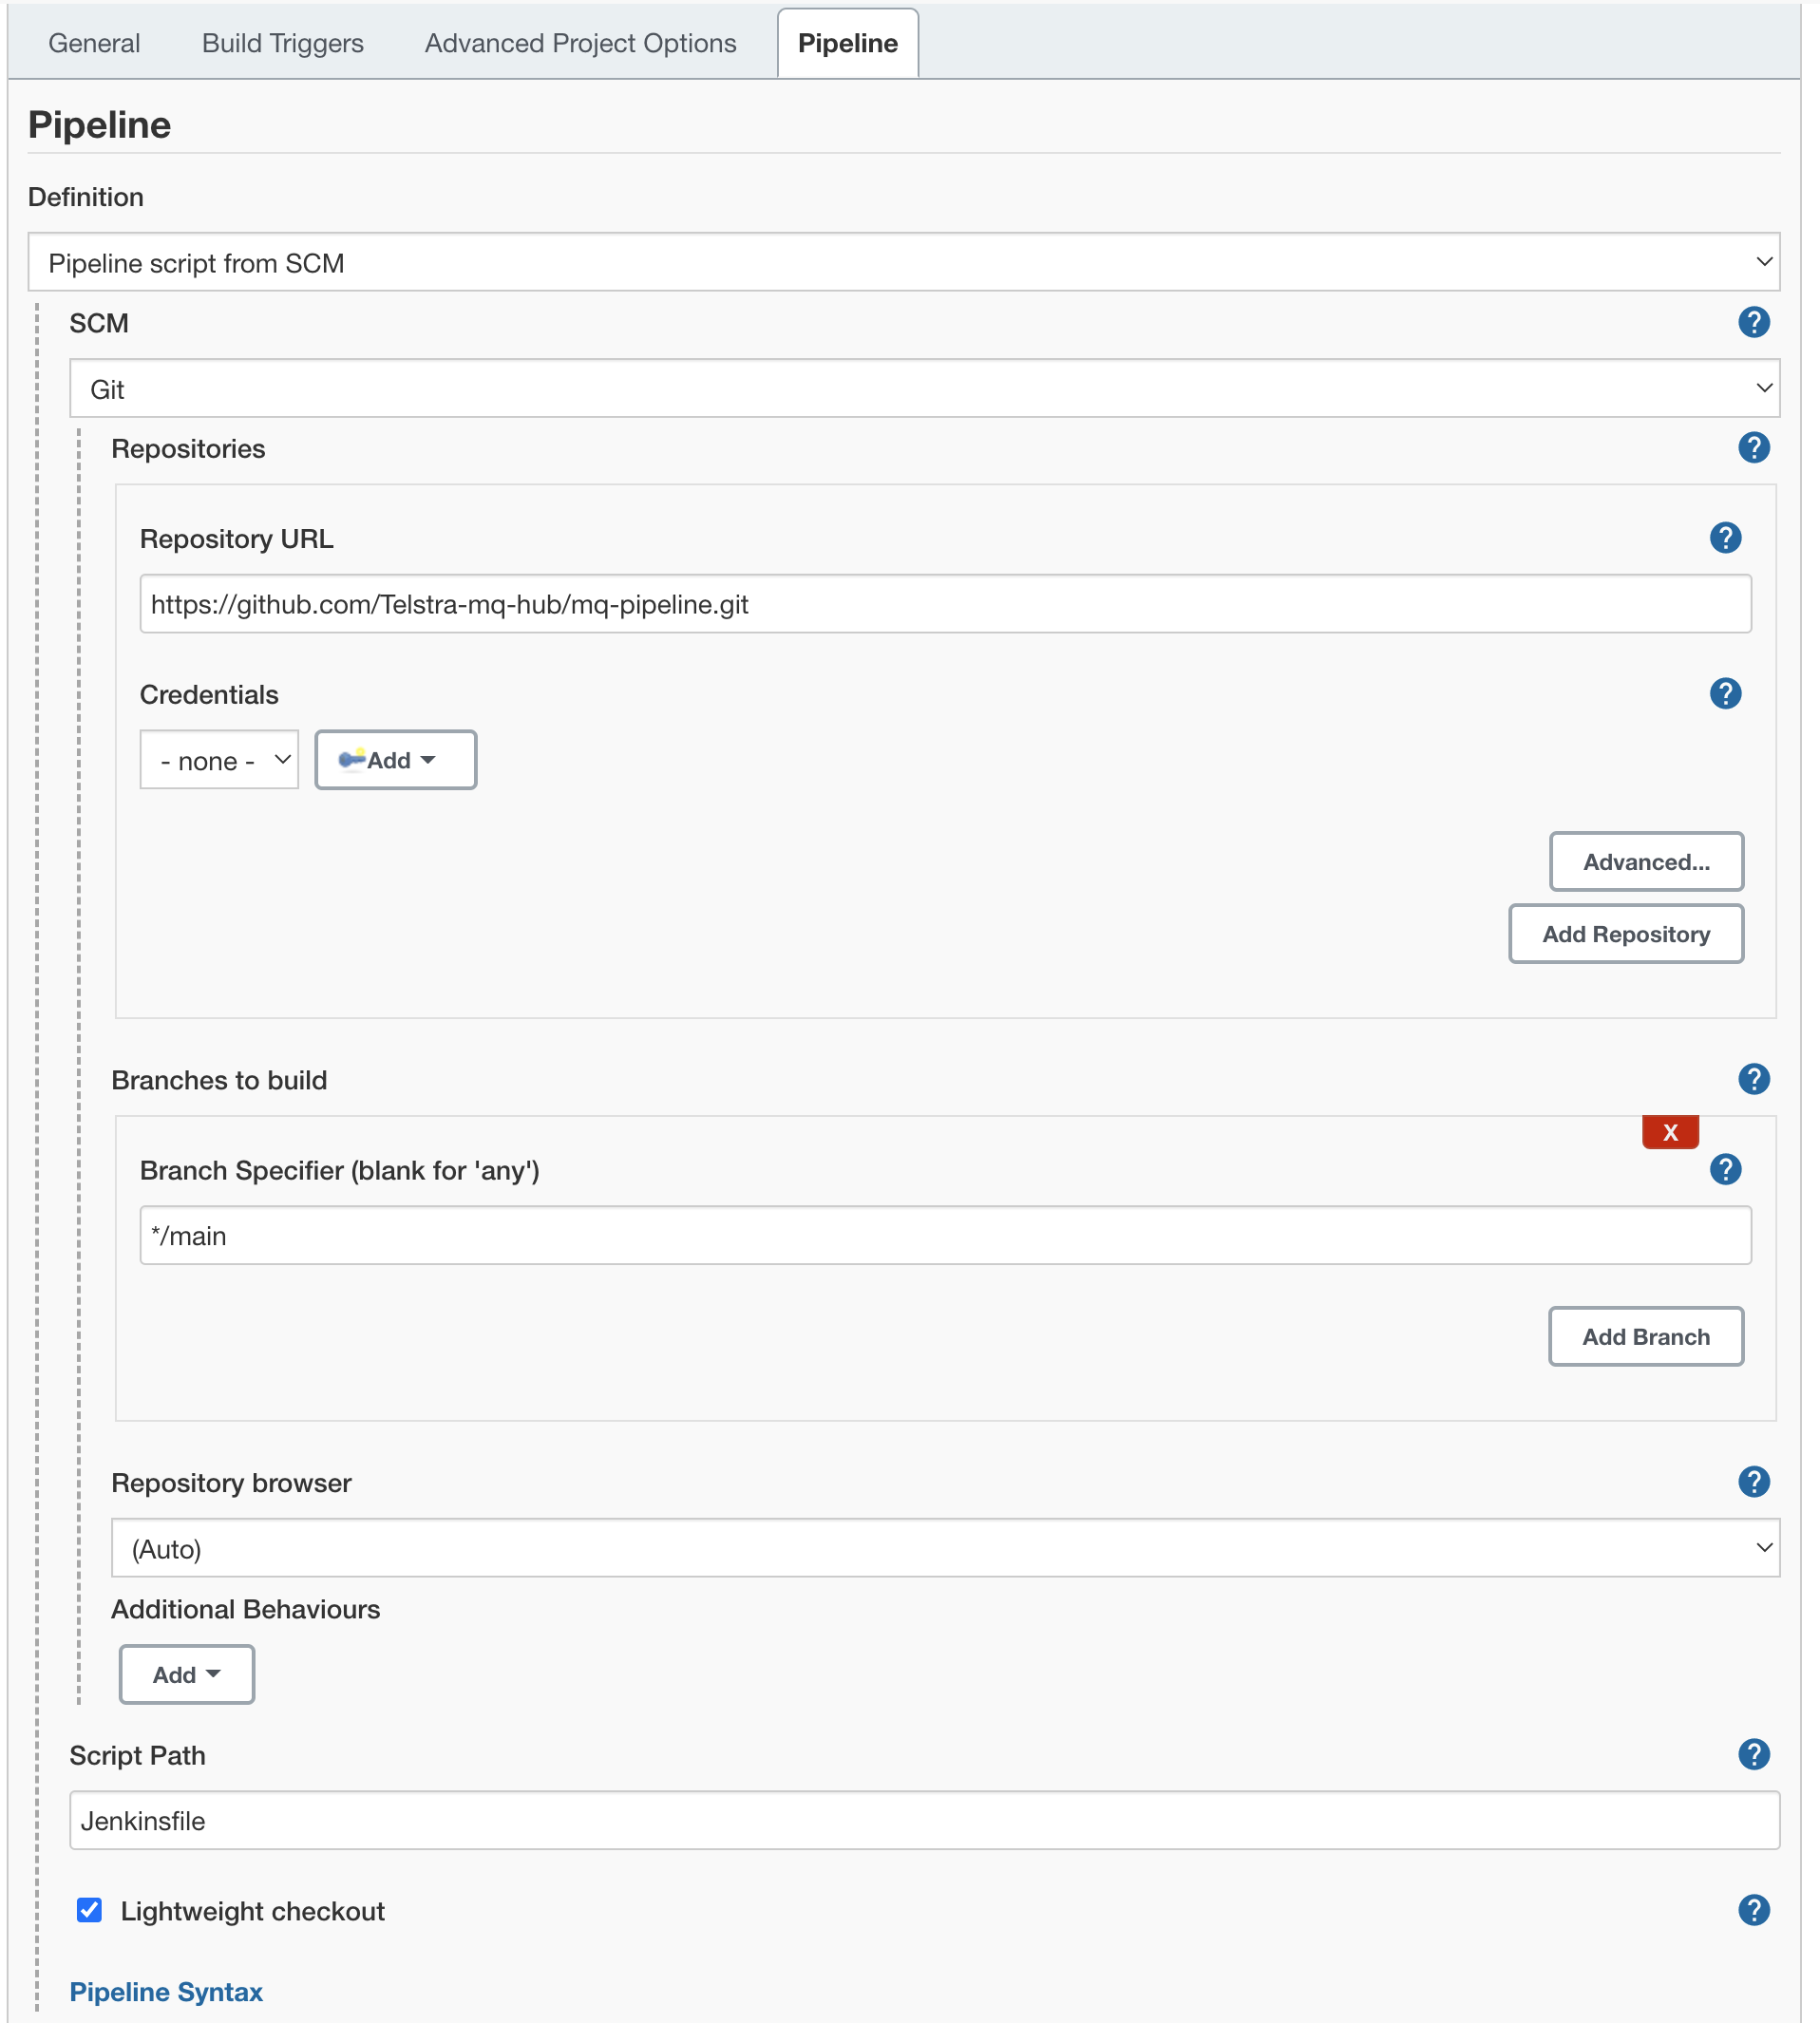 General Build Triggers Advanced Project Options Pipeline
Pipeline
Definition
Pipeline script from SCM
SCM
?
Git
Repositories
?
Repository URL
?
https://github.com/Telstra-mq-hub/mq-pipeline.git
Credentials
?
- none -
Add
Advanced...
Add Repository
Branches to build
?
X
Branch Specifier (blank for 'any')
?
*/main
Add Branch
Repository browser
?
(Auto)
Additional Behaviours
Add
Script Path
?
Jenkinsfile
Lightweight checkout
?
Pipeline Syntax